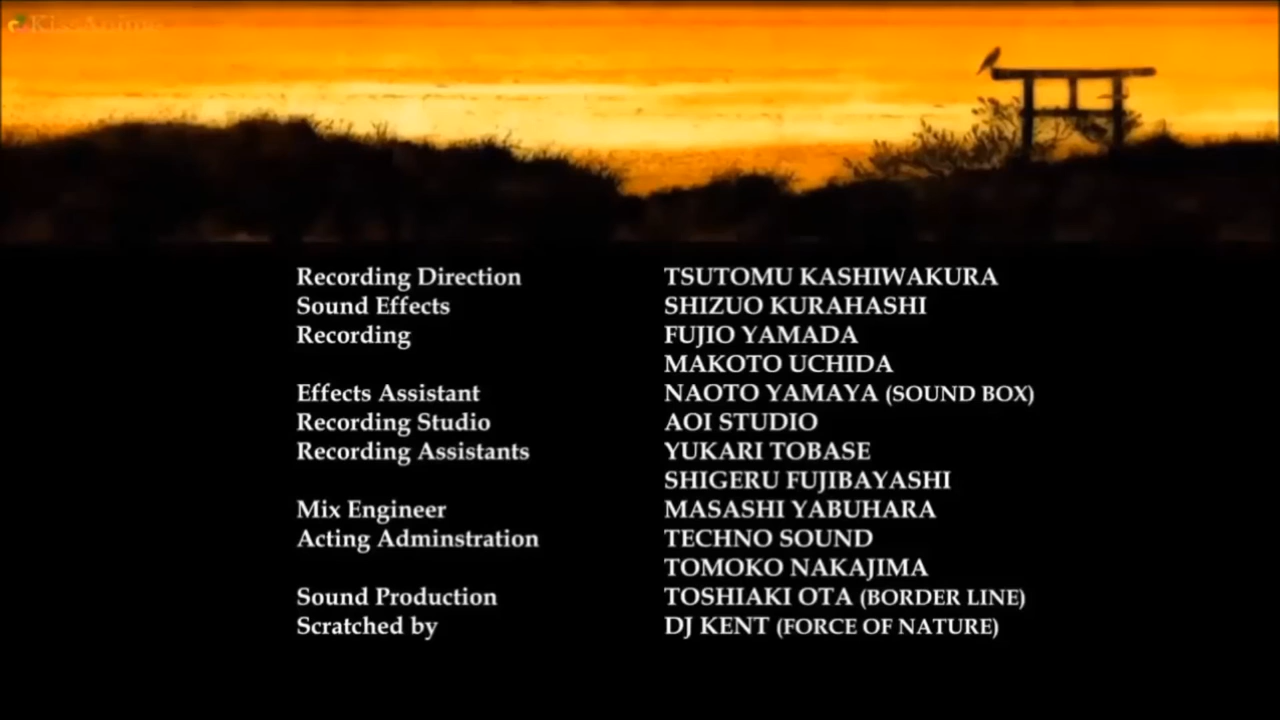 KissAnime
Recording Direction TSUTOMU KASHIWAKURA
Sound Effects SHIZUO KURAHASHI
Recording FUJIO YAMADA
MAKOTO UCHIDA
Effects Assistant NAOTO YAMAYA (SOUND BOX)
Recording Studio AOI STUDIO
Recording Assistants YUKARI TOBASE
SHIGERU FUJIBAYASHI
Mix Engineer MASASHI YABUHARA
Acting Adminstration TECHNO SOUND
TOMOKO NAKAJIMA
Sound Production TOSHIAKI OTA (BORDER LINE)
Scratched by DJ KENT (FORCE OF NATURE)